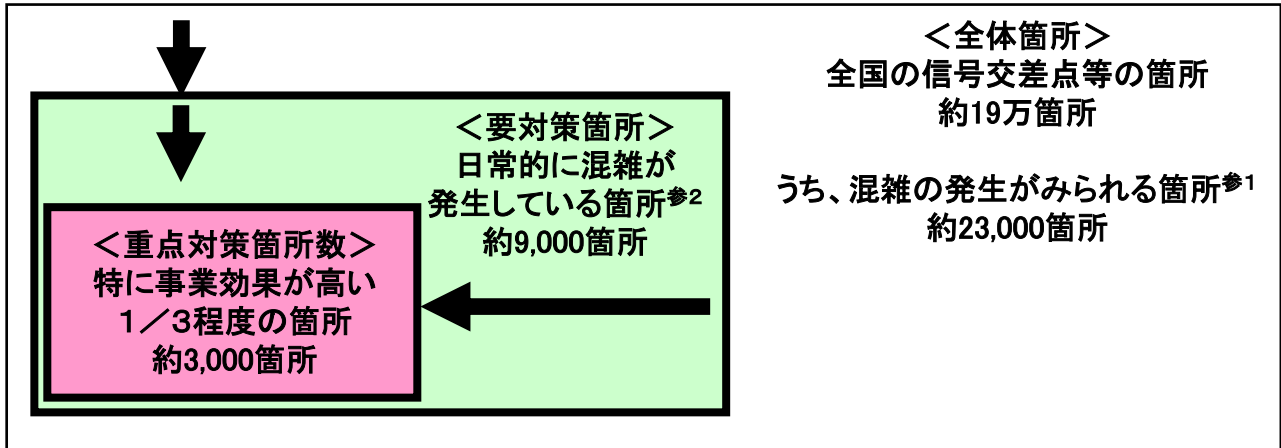 ＜全体箇所＞
全国の信号交差点等の箇所
約19万箇所
うち、混雑の発生がみられる箇所参1
約23,000箇所
＜要対策箇所＞
日常的に混雑が
発生している箇所参2
約9,000箇所
＜重点対策箇所数＞
特に事業効果が高い
１／３程度の箇所
約3,000箇所